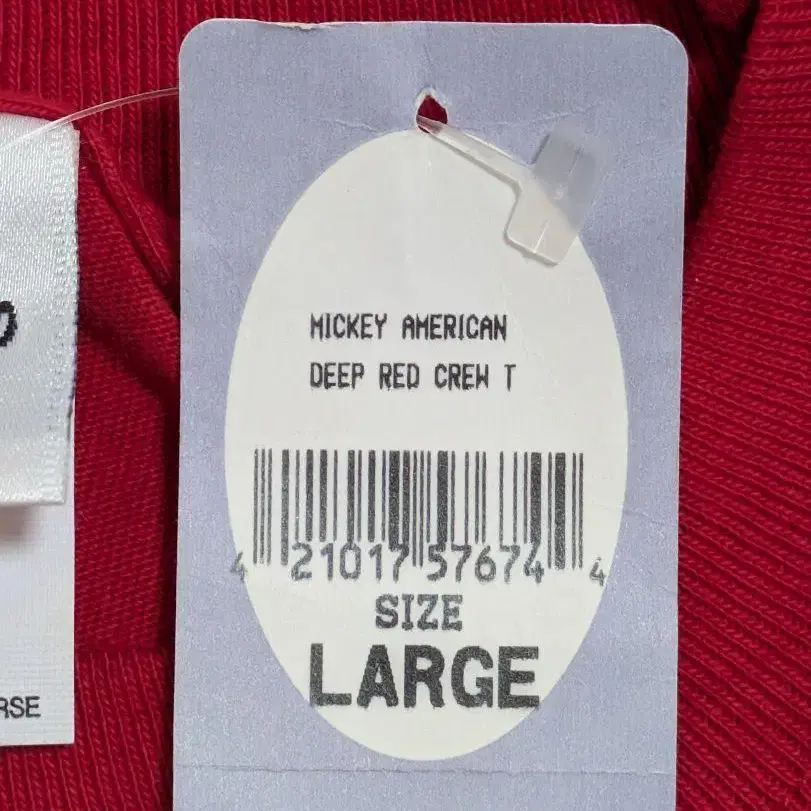 MICKEY AMERICAN
DEEP RED CREW T
4 21017 57674 4
SIZE
LARGE